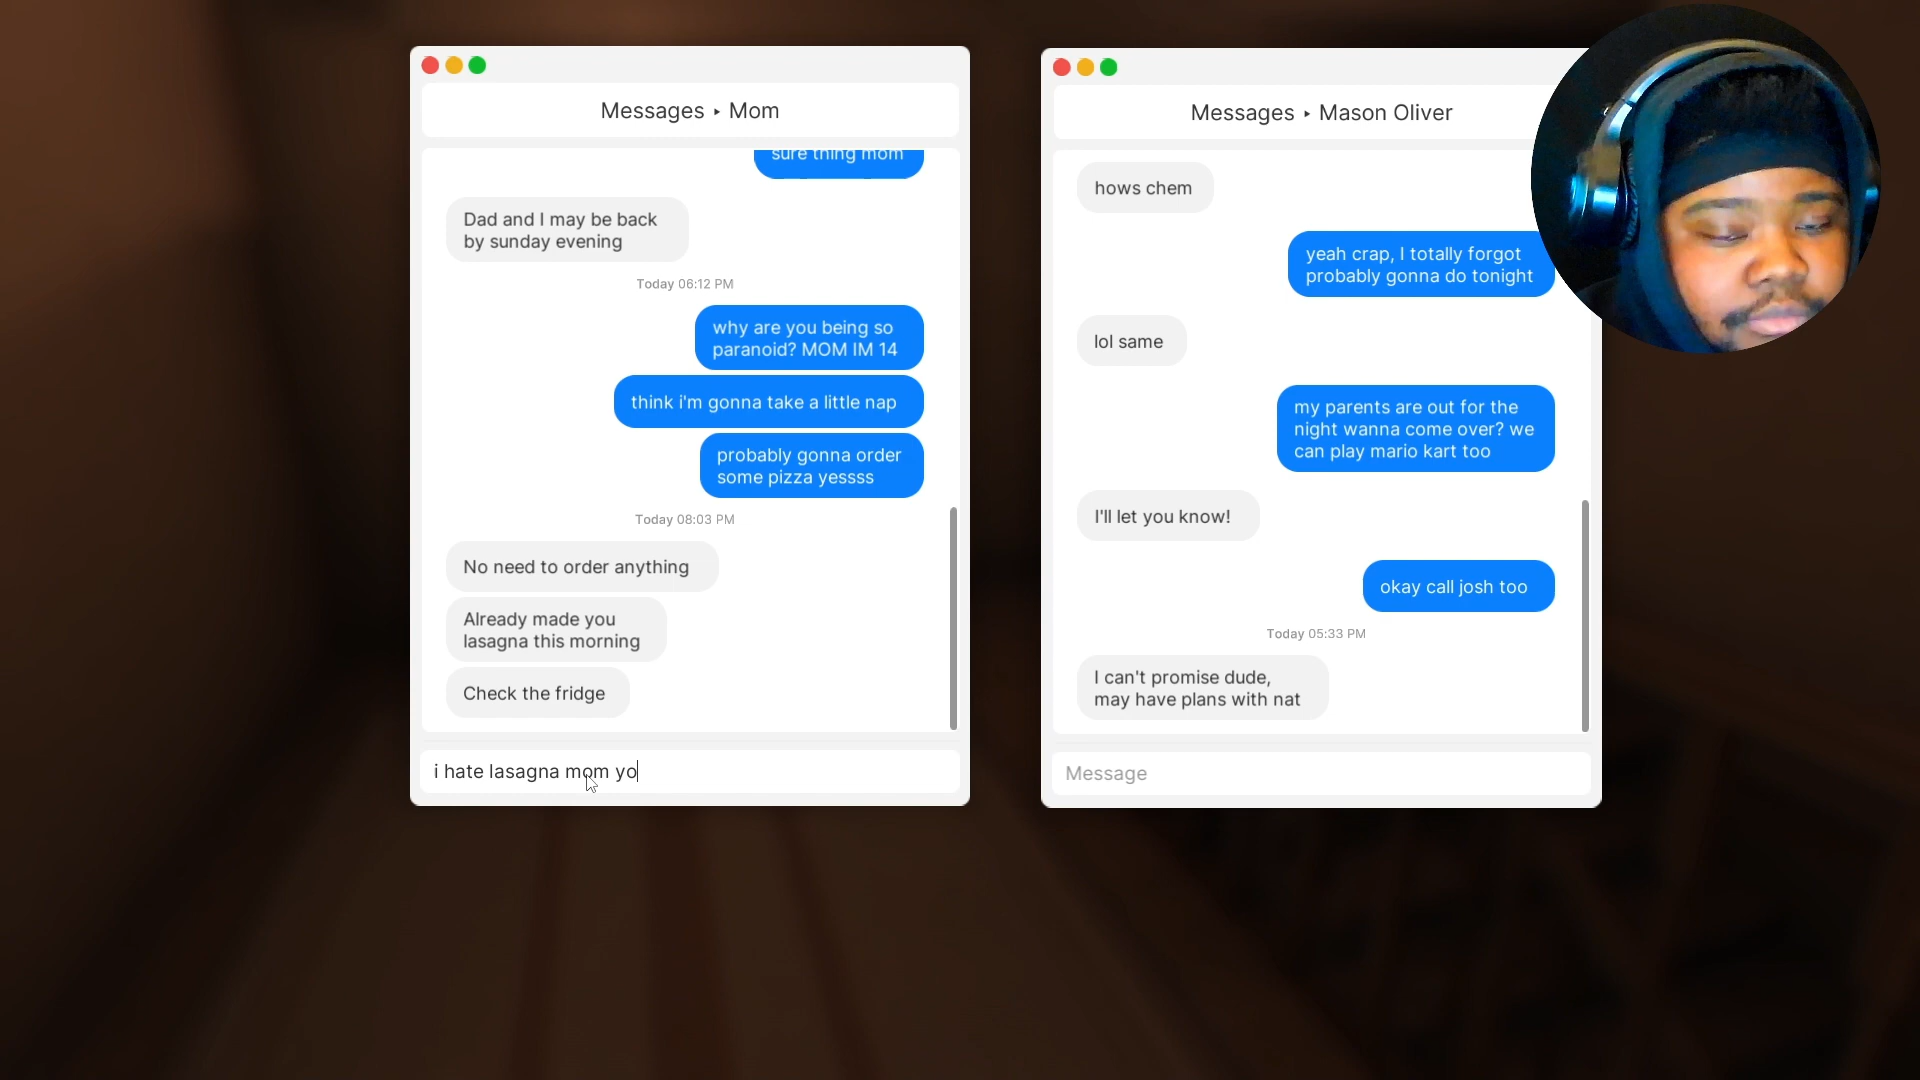 Messages ▸ Mom
sure thing mom
Dad and I may be back
by sunday evening
Today 06:12 PM
why are you being so
paranoid? MOM IM 14
think i'm gonna take a little nap
probably gonna order
some pizza yessss
Today 08:03 PM
No need to order anything
Already made you
lasagna this morning
Check the fridge
i hate lasagna mom yo
Messages ▸ Mason Oliver
hows chem
yeah crap, I totally forgot
probably gonna do tonight
lol same
my parents are out for the
night wanna come over? we
can play mario kart too
I'll let you know!
okay call josh too
Today 05:33 PM
I can't promise dude,
may have plans with nat
Message